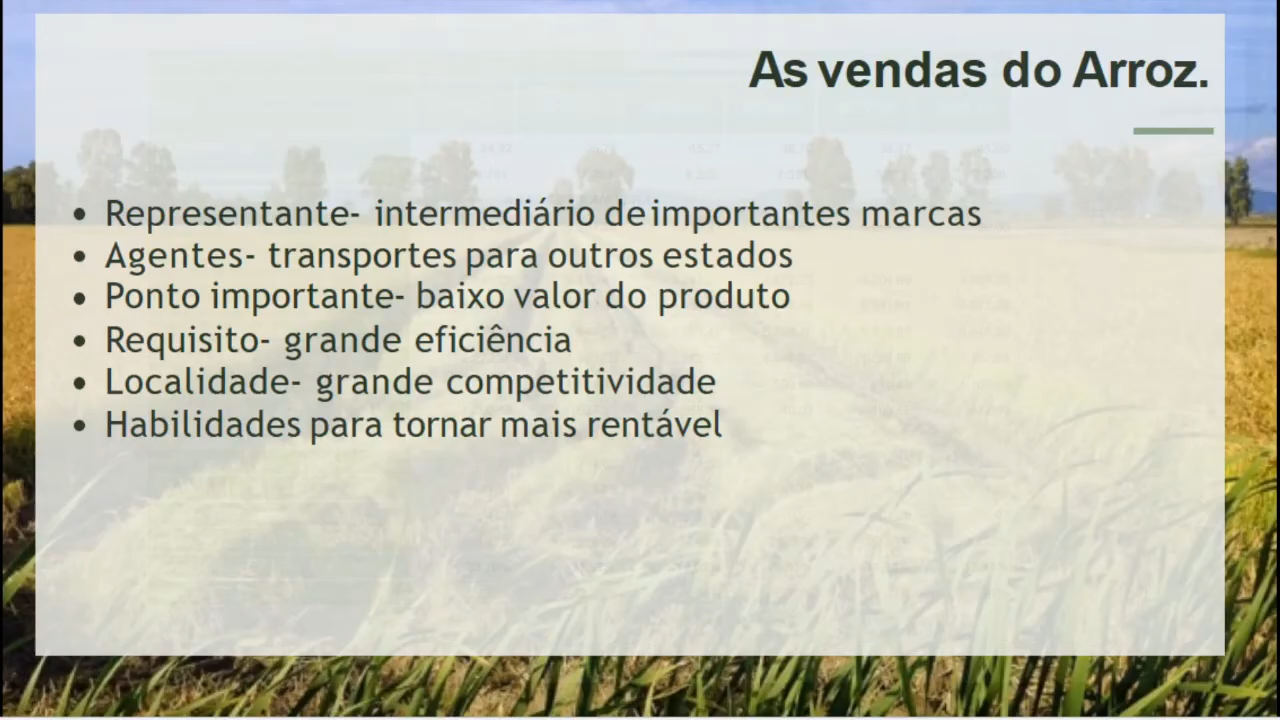 As vendas do Arroz.
• Representante- intermediário de importantes marcas
• Agentes- transportes para outros estados
• Ponto importante- baixo valor do produto
• Requisito- grande eficiência
• Localidade- grande competitividade
• Habilidades para tornar mais rentável